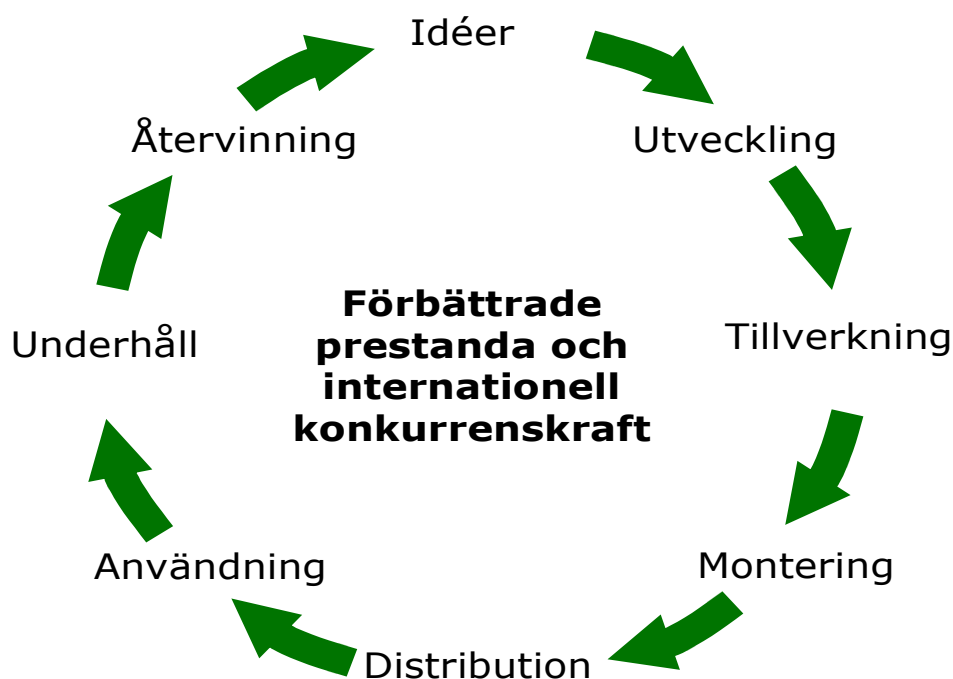 Idéer
Återvinning
Utveckling
Förbättrade
prestanda och
internationell
konkurrenskraft
Underhåll
Tillverkning
Användning
Montering
Distribution